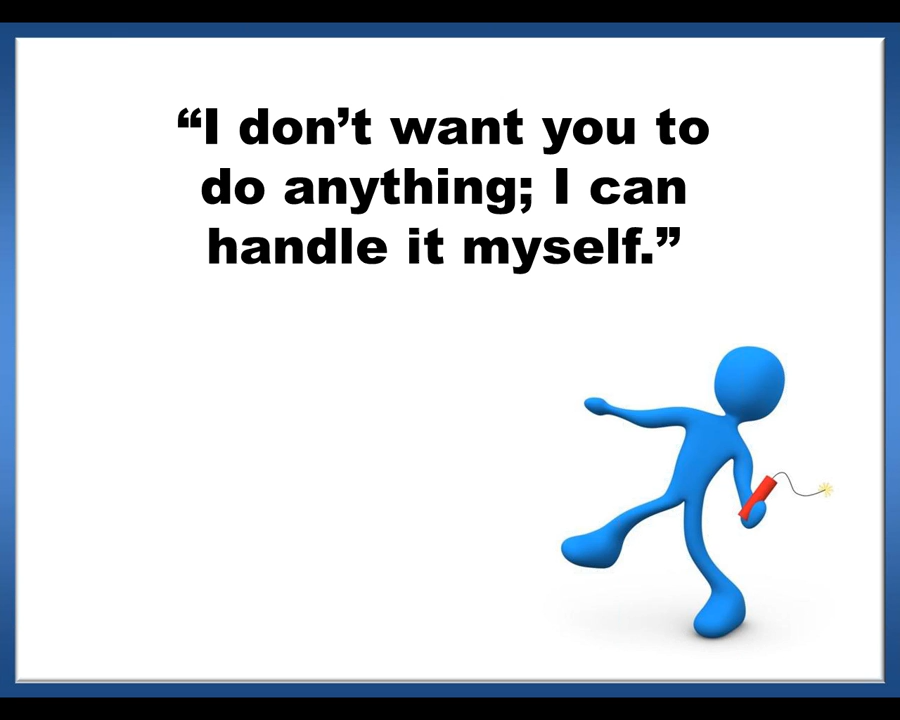 “I don’t want you to
do anything; I can
handle it myself.”